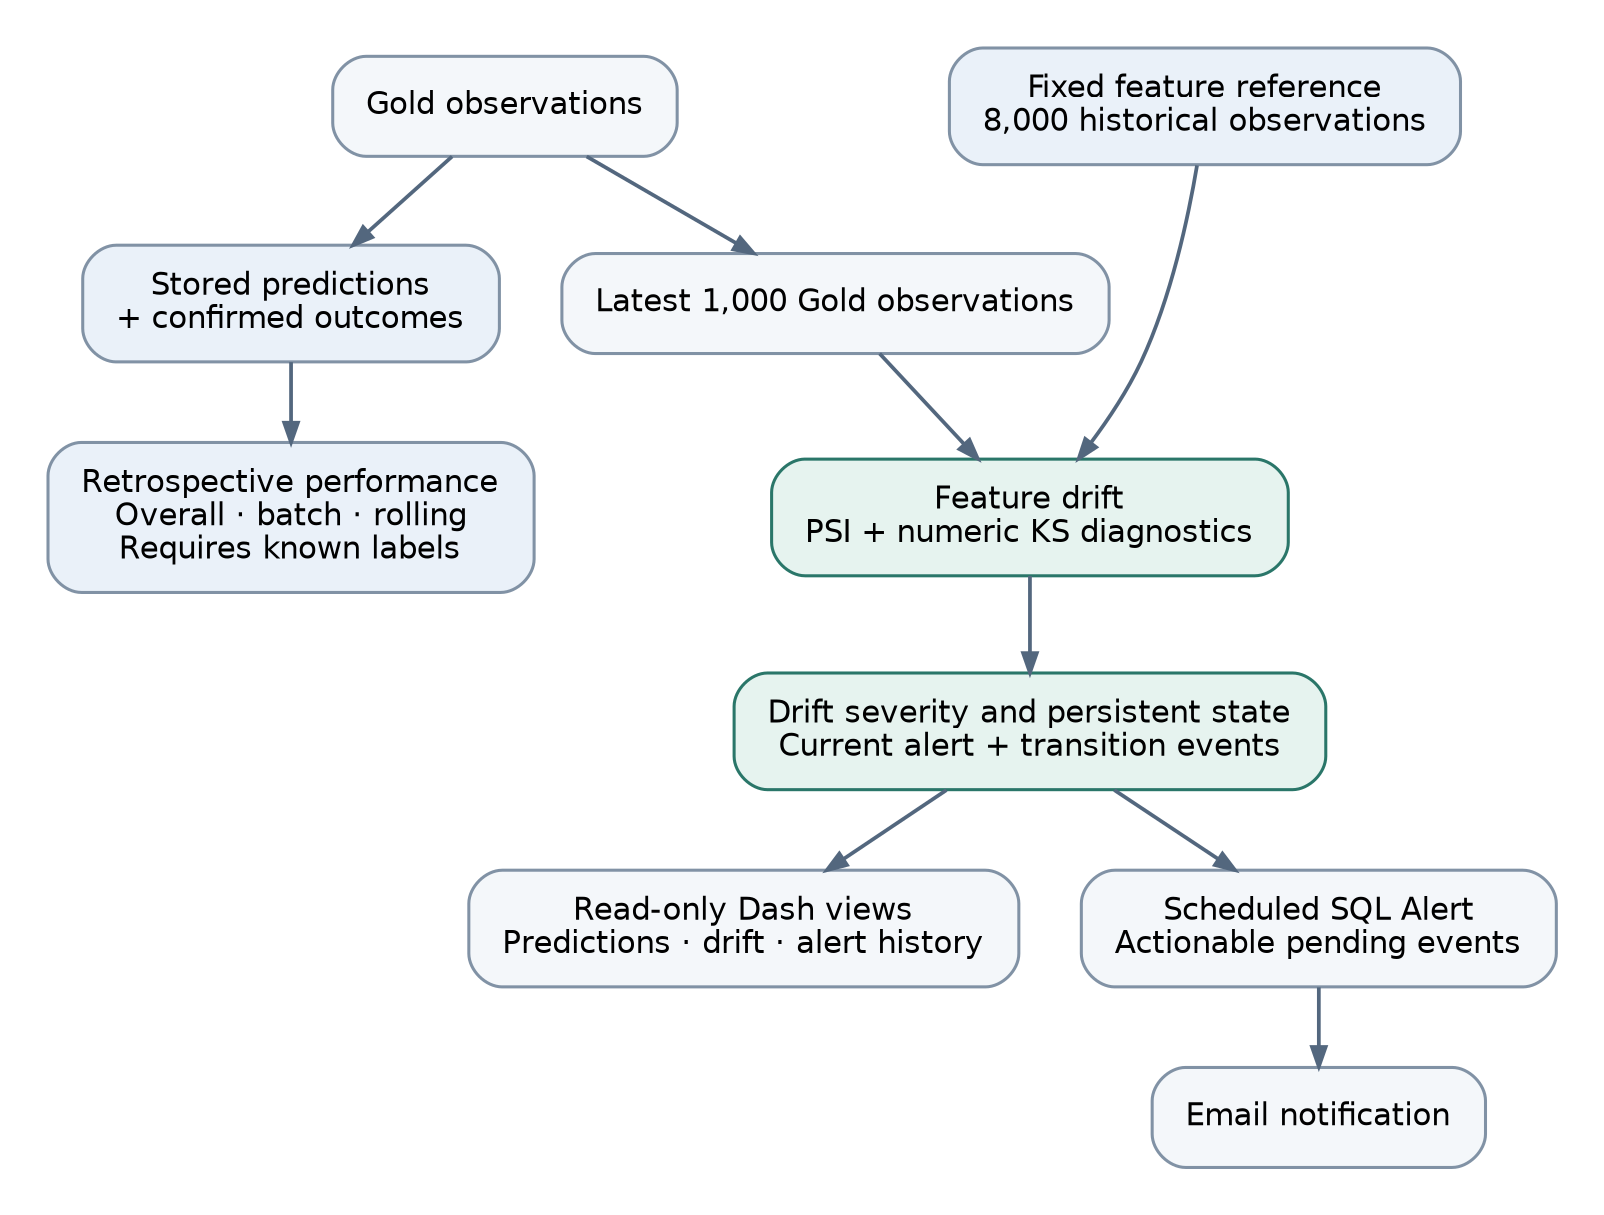 Gold observations
Fixed feature reference
8,000 historical observations
Stored predictions
+ confirmed outcomes
Latest 1,000 Gold observations
Retrospective performance
Overall · batch · rolling
Requires known labels
Feature drift
PSI + numeric KS diagnostics
Drift severity and persistent state
Current alert + transition events
Read-only Dash views
Predictions · drift · alert history
Scheduled SQL Alert
Actionable pending events
Email notification